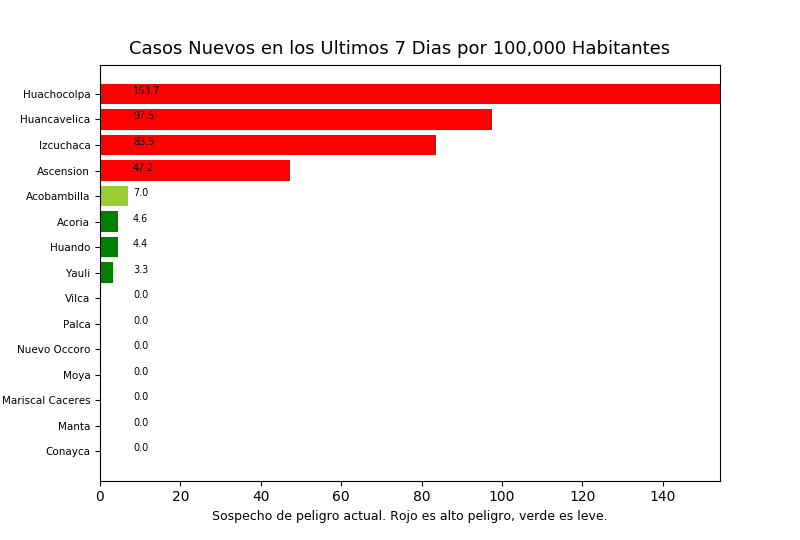 Casos Nuevos en los Ultimos 7 Dias por 100,000 Habitantes
Huachocolpa 163.7
Huancavelica 97.6
Izcuchaca 83.5
Ascension 47.2
Acobambilla 7.0
Acoria 4.6
Huando 4.4
Yauli 3.3
Vilca 0.0
Palca 0.0
Nuevo Occoro 0.0
Moya 0.0
Mariscal Caceres 0.0
Manta 0.0
Conayca 0.0
0 20 40 60 80 100 120 140
Sospecho de peligro actual. Rojo es alto peligro, verde es leve.